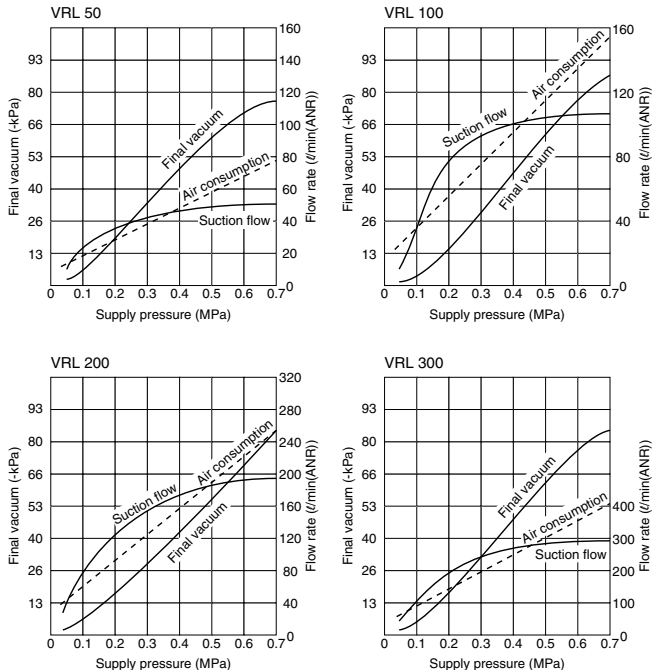 VRL 50
Final vacuum (-kPa)
93
80
66
53
40
26
13
0
160
140
120
100
80
60
40
20
0
Flow rate (ℓ/min(ANR))
Final vacuum
Air consumption
Suction flow
0.1 0.2 0.3 0.4 0.5 0.6 0.7
Supply pressure (MPa)
VRL 100
Final vacuum (-kPa)
93
80
66
53
40
26
13
0
160
120
80
40
0
Flow rate (ℓ/min(ANR))
Air consumption
Suction flow
Final vacuum
0.1 0.2 0.3 0.4 0.5 0.6 0.7
Supply pressure (MPa)
VRL 200
Final vacuum (-kPa)
93
80
66
53
40
26
13
0
320
280
240
200
160
120
80
40
0
Flow rate (ℓ/min(ANR))
Suction flow
Air consumption
Final vacuum
0.1 0.2 0.3 0.4 0.5 0.6 0.7
Supply pressure (MPa)
VRL 300
Final vacuum (-kPa)
93
80
66
53
40
26
13
0
400
300
200
100
0
Flow rate (ℓ/min(ANR))
Final vacuum
Air consumption
Suction flow
0.1 0.2 0.3 0.4 0.5 0.6 0.7
Supply pressure (MPa)